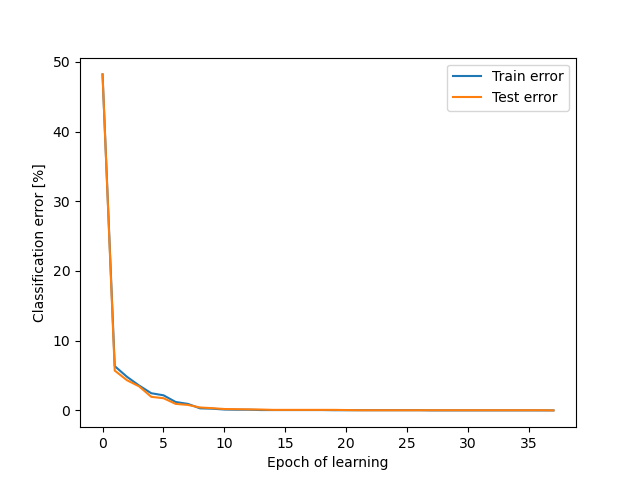 Train error
Test error
50
40
30
20
10
0
Classification error [%]
0 5 10 15 20 25 30 35
Epoch of learning